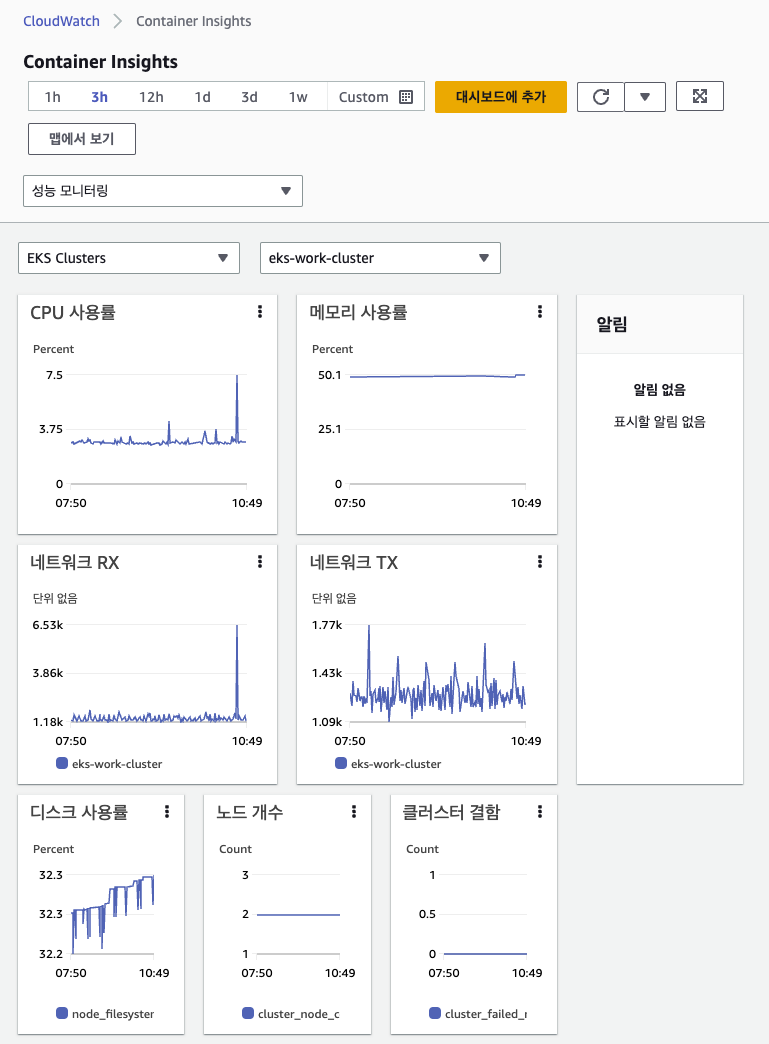 CloudWatch > Container Insights
Container Insights
1h 3h 12h 1d 3d 1w Custom 대시보드에 추가
맵에서 보기
성능 모니터링
EKS Clusters eks-work-cluster
CPU 사용률
Percent
7.5
3.75
0
07:50 10:49
메모리 사용률
Percent
50.1
25.1
0
07:50 10:49
알림
알림 없음
표시할 알림 없음
네트워크 RX
단위 없음
6.53k
3.86k
1.18k
07:50 10:49
eks-work-cluster
네트워크 TX
단위 없음
1.77k
1.43k
1.09k
07:50 10:49
eks-work-cluster
디스크 사용률
Percent
32.3
32.3
32.2
07:50 10:49
node_filesyster
노드 개수
Count
3
2
1
07:50 10:49
cluster_node_c
클러스터 결함
Count
1
0.5
0
07:50 10:49
cluster_failed_r